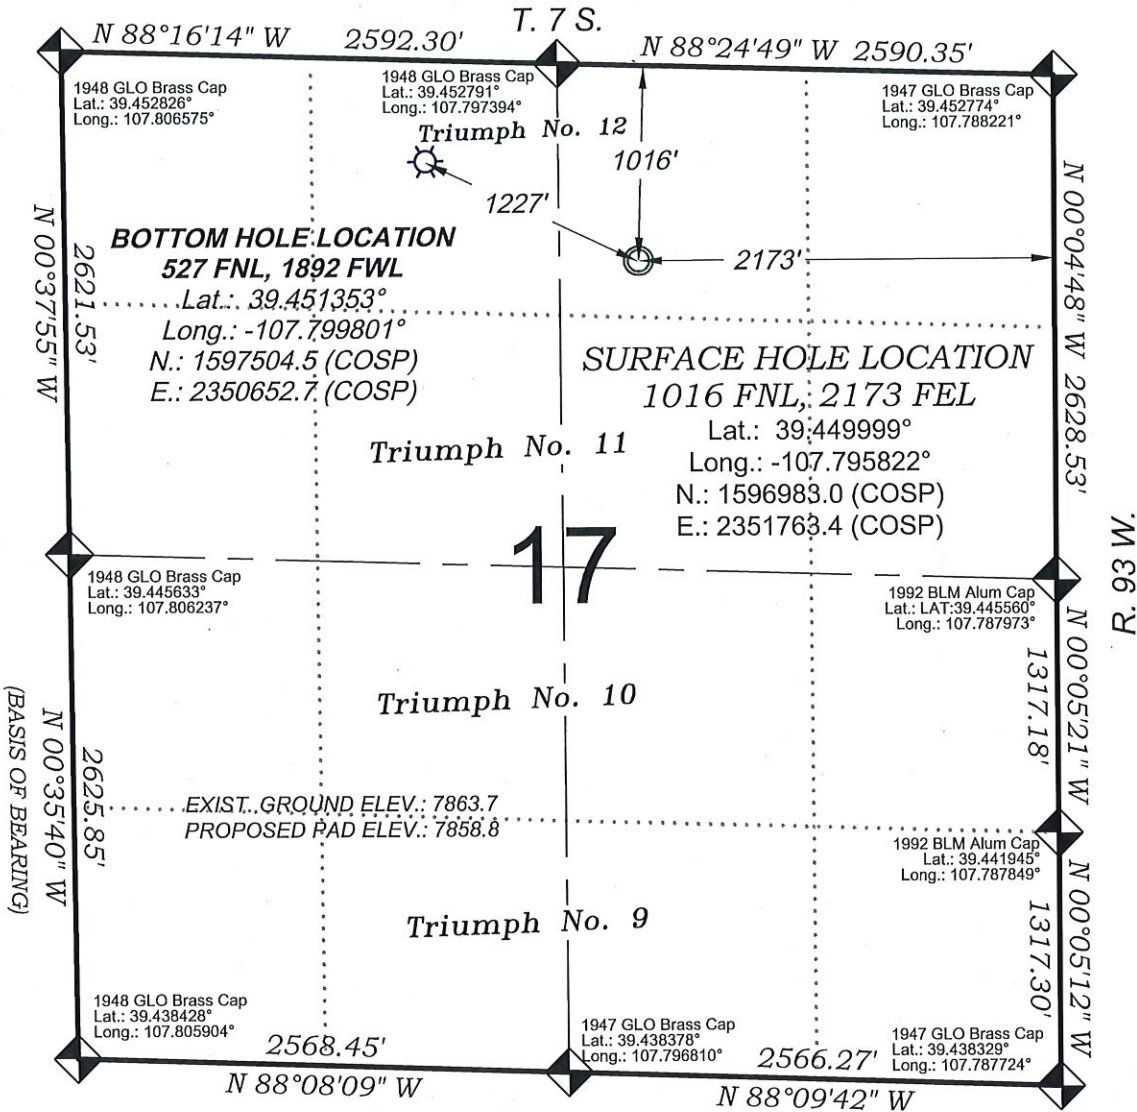 T. 7 S.
N 88°16'14" W 2592.30'
N 88°24'49" W 2590.35'
1948 GLO Brass Cap
Lat.: 39.452826°
Long.: 107.806575°
1948 GLO Brass Cap
Lat.: 39.452791°
Long.: 107.797394°
1947 GLO Brass Cap
Lat.: 39.452774°
Long.: 107.788221°
Triumph No. 12
1016'
1227'
2173'
N 00°37'55" W
2621.53'
BOTTOM HOLE LOCATION
527 FNL, 1892 FWL
Lat.: 39.451353°
Long.: -107.799801°
N.: 1597504.5 (COSP)
E.: 2350652.7 (COSP)
N 00°04'48" W 2628.53'
SURFACE HOLE LOCATION
1016 FNL, 2173 FEL
Lat.: 39.449999°
Long.: -107.795822°
N.: 1596983.0 (COSP)
E.: 2351763.4 (COSP)
Triumph No. 11
17
R. 93 W.
1948 GLO Brass Cap
Lat.: 39.445633°
Long.: 107.806237°
1992 BLM Alum Cap
Lat.: LAT:39.445560°
Long.: 107.787973°
N 00°05'21" W
1317.18'
Triumph No. 10
(BASIS OF BEARING)
N 00°35'40" W
2625.85'
EXIST. GROUND ELEV.: 7863.7
PROPOSED PAD ELEV.: 7858.8
1992 BLM Alum Cap
Lat.: 39.441945°
Long.: 107.787849°
N 00°05'12" W
1317.30'
Triumph No. 9
1948 GLO Brass Cap
Lat.: 39.438428°
Long.: 107.805904°
1947 GLO Brass Cap
Lat.: 39.438378°
Long.: 107.796810°
1947 GLO Brass Cap
Lat.: 39.438329°
Long.: 107.787724°
2568.45'
N 88°08'09" W
2566.27'
N 88°09'42" W